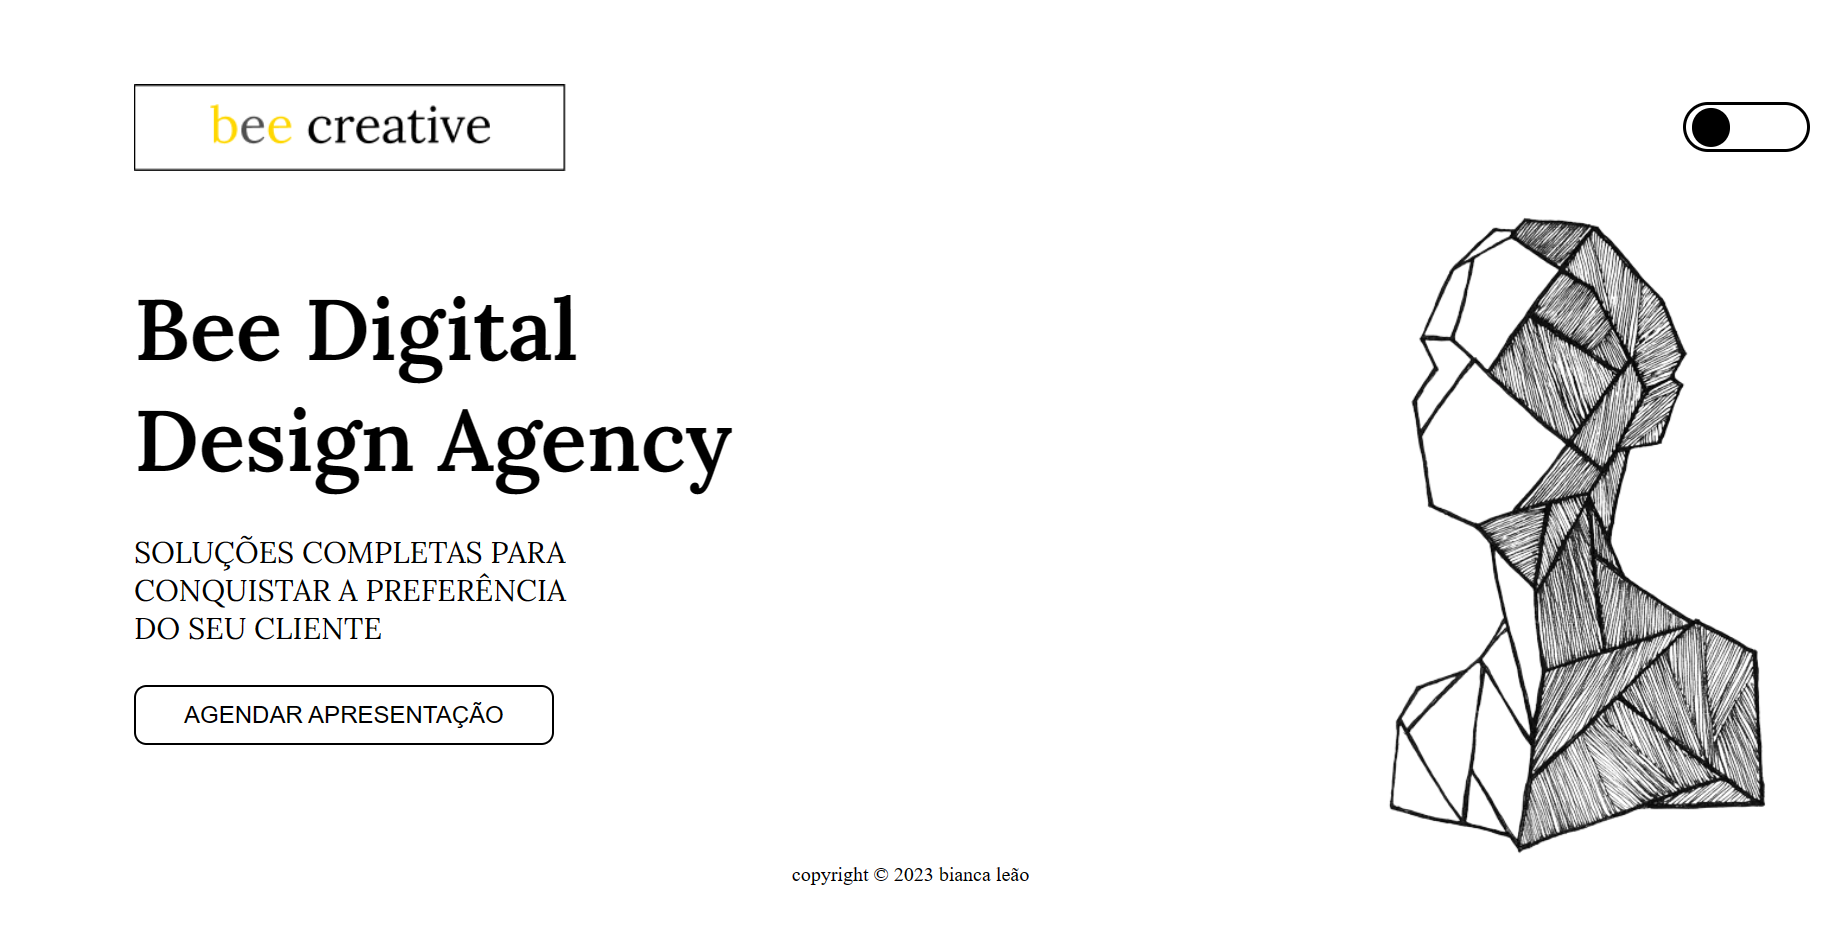 bee creative
Bee Digital
Design Agency
SOLUÇÕES COMPLETAS PARA
CONQUISTAR A PREFERÊNCIA
DO SEU CLIENTE
AGENDAR APRESENTAÇÃO
copyright © 2023 bianca leão